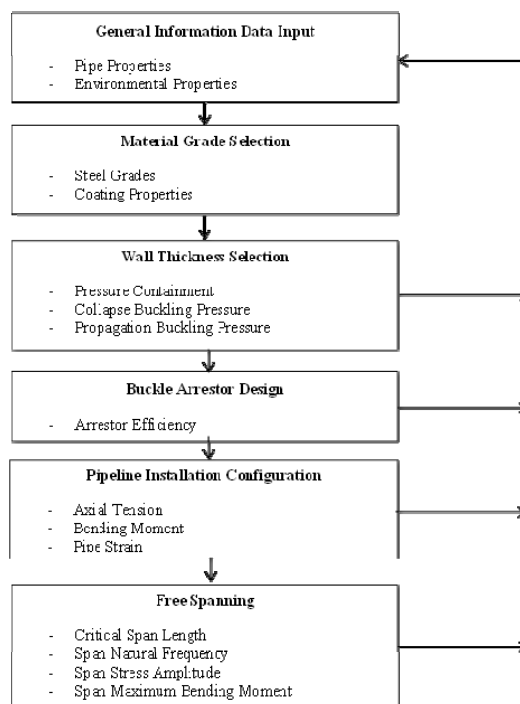 General Information Data Input
- Pipe Properties
- Environmental Properties
Material Grade Selection
- Steel Grades
- Coating Properties
Wall Thickness Selection
- Pressure Containment
- Collapse Buckling Pressure
- Propagation Buckling Pressure
Buckle Arrestor Design
- Arrestor Efficiency
Pipeline Installation Configuration
- Axial Tension
- Bending Moment
- Pipe Strain
Free Spanning
- Critical Span Length
- Span Natural Frequency
- Span Stress Amplitude
- Span Maximum Bending Moment